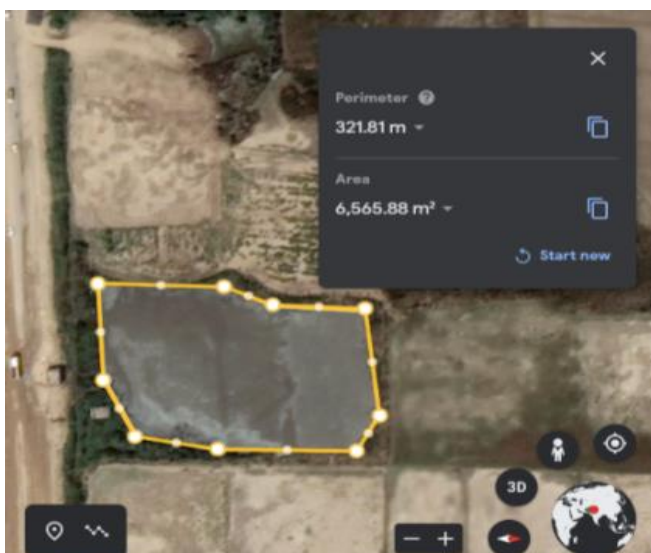 Perimeter
321.81 m
Area
6,565.88 m²
Start new
3D